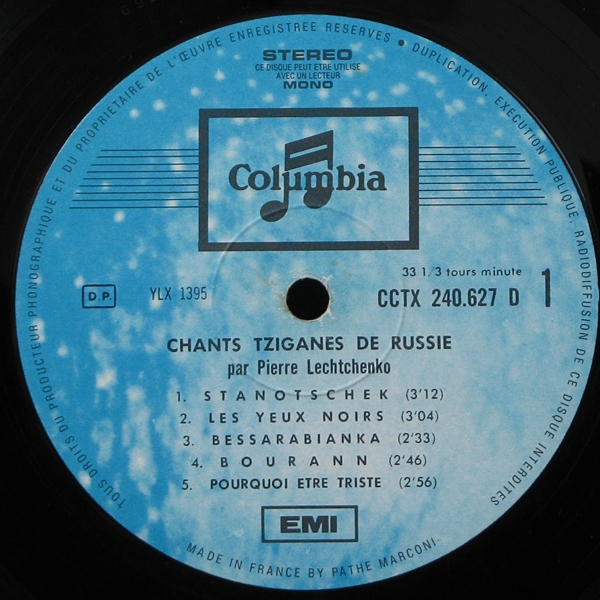 TOUS DROITS DU PRODUCTEUR PHONOGRAPHIQUE ET DU PROPRIETAIRE DE L'ŒUVRE ENREGISTREE RESERVES • DUPLICATION, EXECUTION PUBLIQUE, RADIODIFFUSION DE CE DISQUE INTERDITES
STEREO
CE DISQUE PEUT ETRE UTILISE
AVEC UN LECTEUR
MONO
Columbia
33 1/3 tours minute
D.P. YLX 1395 CCTX 240.627 D 1
CHANTS TZIGANES DE RUSSIE
par Pierre Lechtchenko
1. STANOTSCHEK (3'12)
2. LES YEUX NOIRS (3'04)
3. BESSARABIANKA (2'33)
4. BOURANN (2'46)
5. POURQUOI ETRE TRISTE (2'56)
EMI
MADE IN FRANCE BY PATHE MARCONI